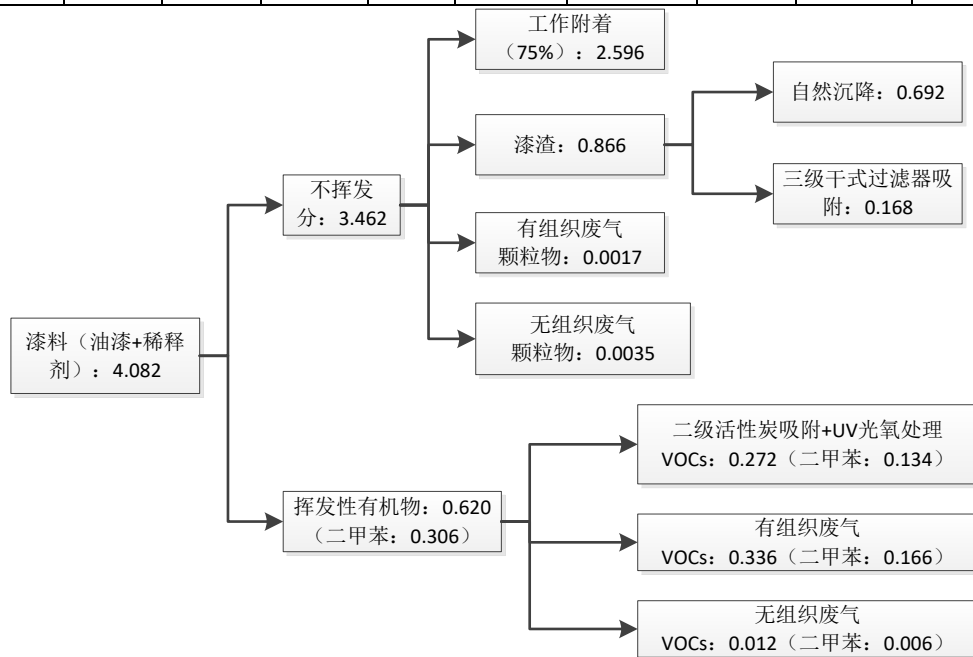 工作附着
（75%）：2.596
自然沉降：0.692
漆渣：0.866
三级干式过滤器吸
附：0.168
不挥发
分：3.462
有组织废气
颗粒物：0.0017
无组织废气
颗粒物：0.0035
漆料（油漆+稀释
剂）：4.082
二级活性炭吸附+UV光氧处理
VOCs：0.272（二甲苯：0.134）
挥发性有机物：0.620
（二甲苯：0.306）
有组织废气
VOCs：0.336（二甲苯：0.166）
无组织废气
VOCs：0.012（二甲苯：0.006）